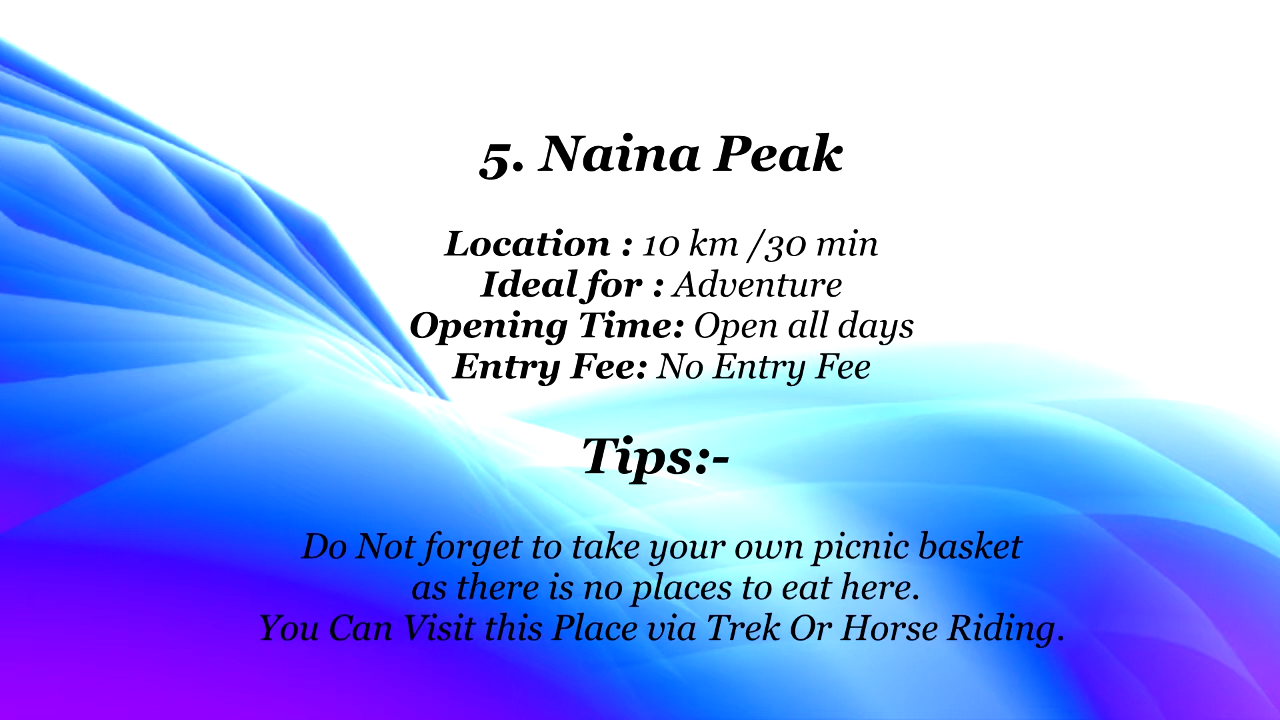 5. Naina Peak
Location : 10 km /30 min
Ideal for : Adventure
Opening Time: Open all days
Entry Fee: No Entry Fee
Tips:-
Do Not forget to take your own picnic basket
as there is no places to eat here.
You Can Visit this Place via Trek Or Horse Riding.